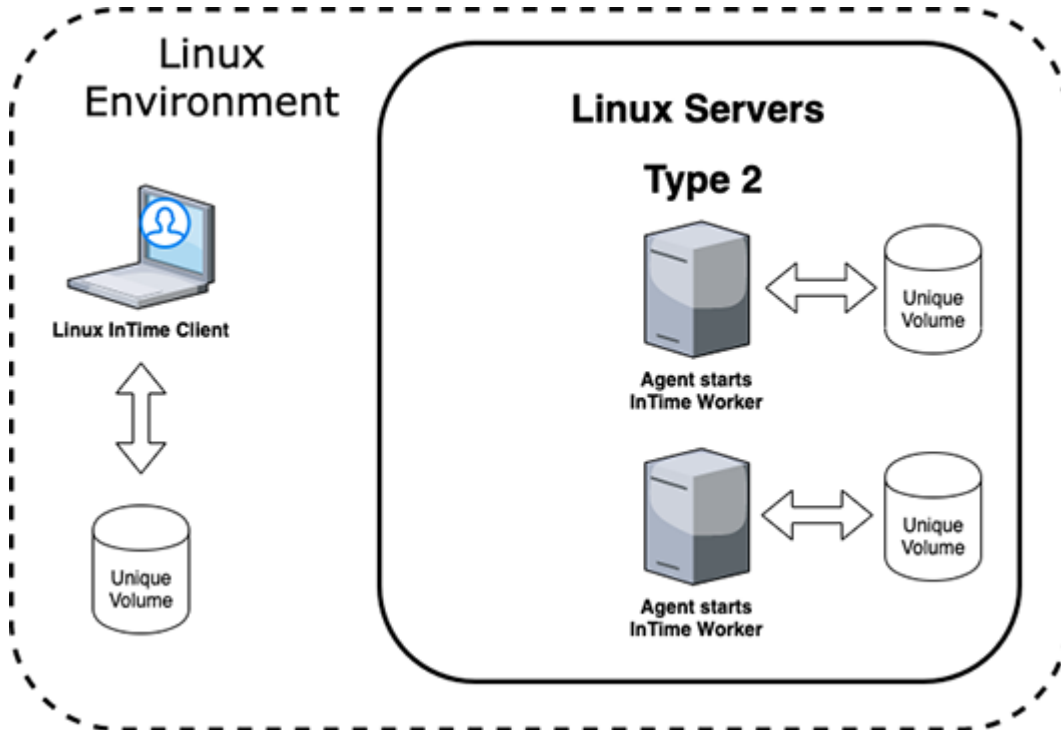 Linux
Environment
Linux Servers
Type 2
Linux InTime Client
Unique
Volume
Agent starts
InTime Worker
Unique
Volume
Agent starts
InTime Worker
Unique
Volume